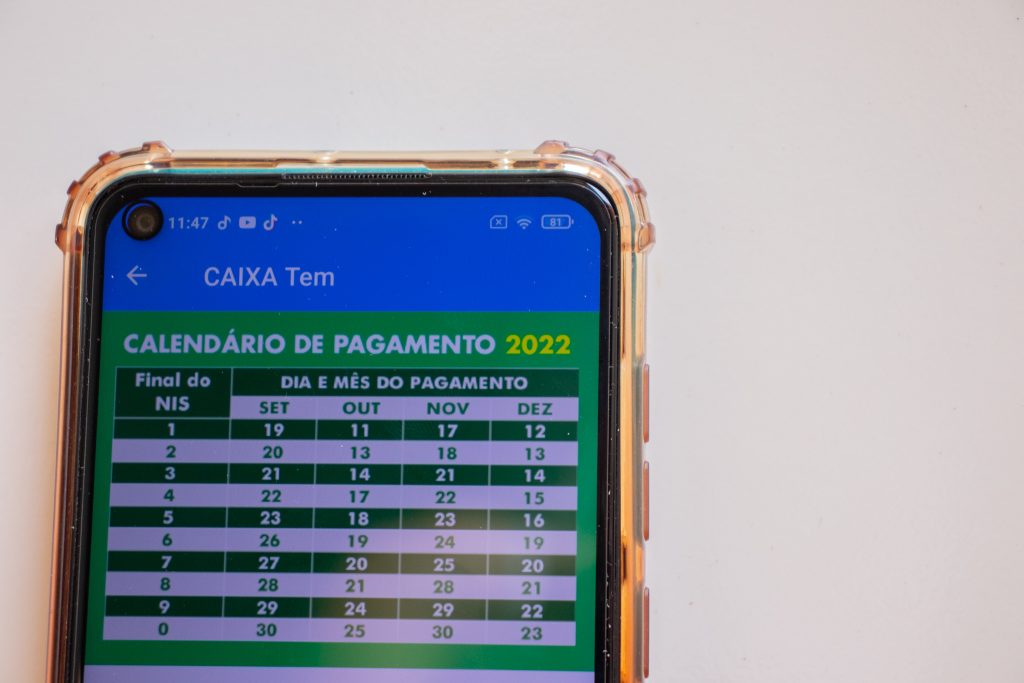 11:47
81
CAIXA Tem
CALENDÁRIO DE PAGAMENTO 2022
Final do NIS DIA E MÊS DO PAGAMENTO
SET OUT NOV DEZ
1 19 11 17 12
2 20 13 18 13
3 21 14 21 14
4 22 17 22 15
5 23 18 23 16
6 26 19 24 19
7 27 20 25 20
8 28 21 28 21
9 29 24 29 22
0 30 25 30 23